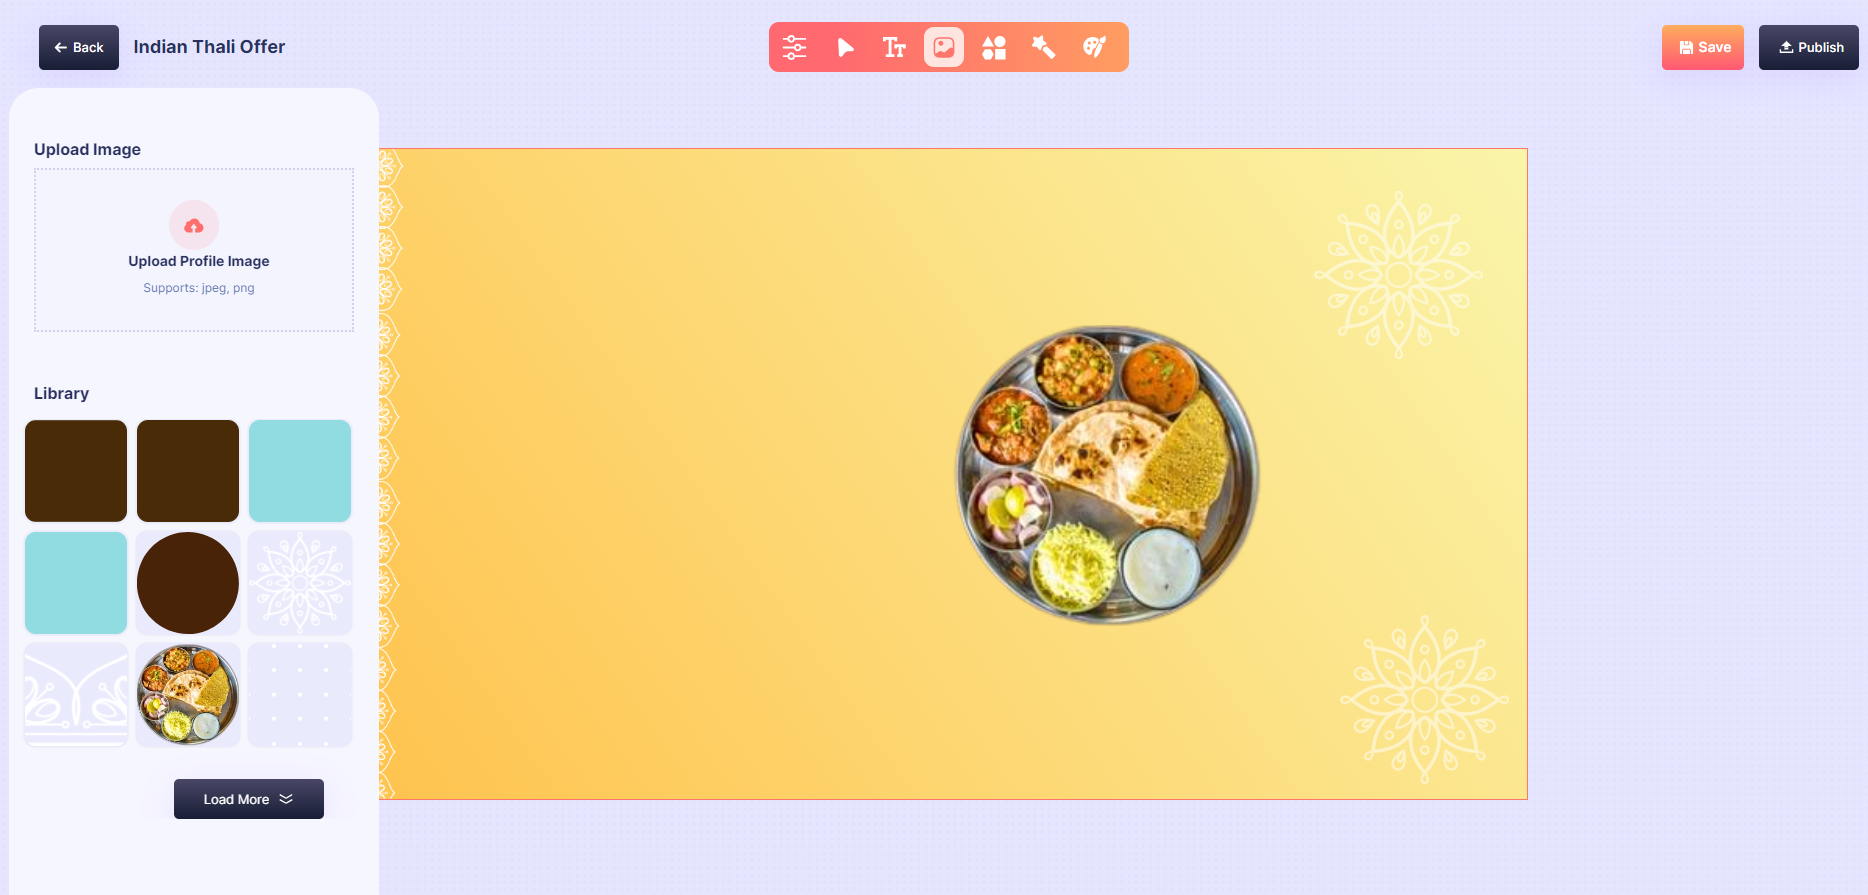 Back
Indian Thali Offer
Save
Publish
Upload Image
Upload Profile Image
Supports: jpeg, png
Library
Load More